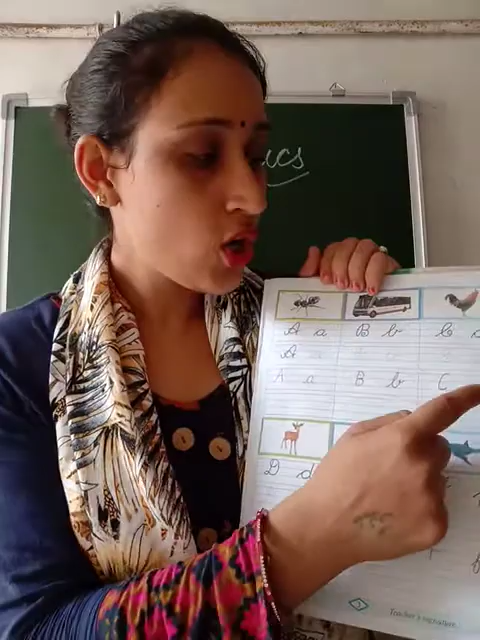 ics
A a B b C c
A
A a B b C
D d
Teacher's Signature